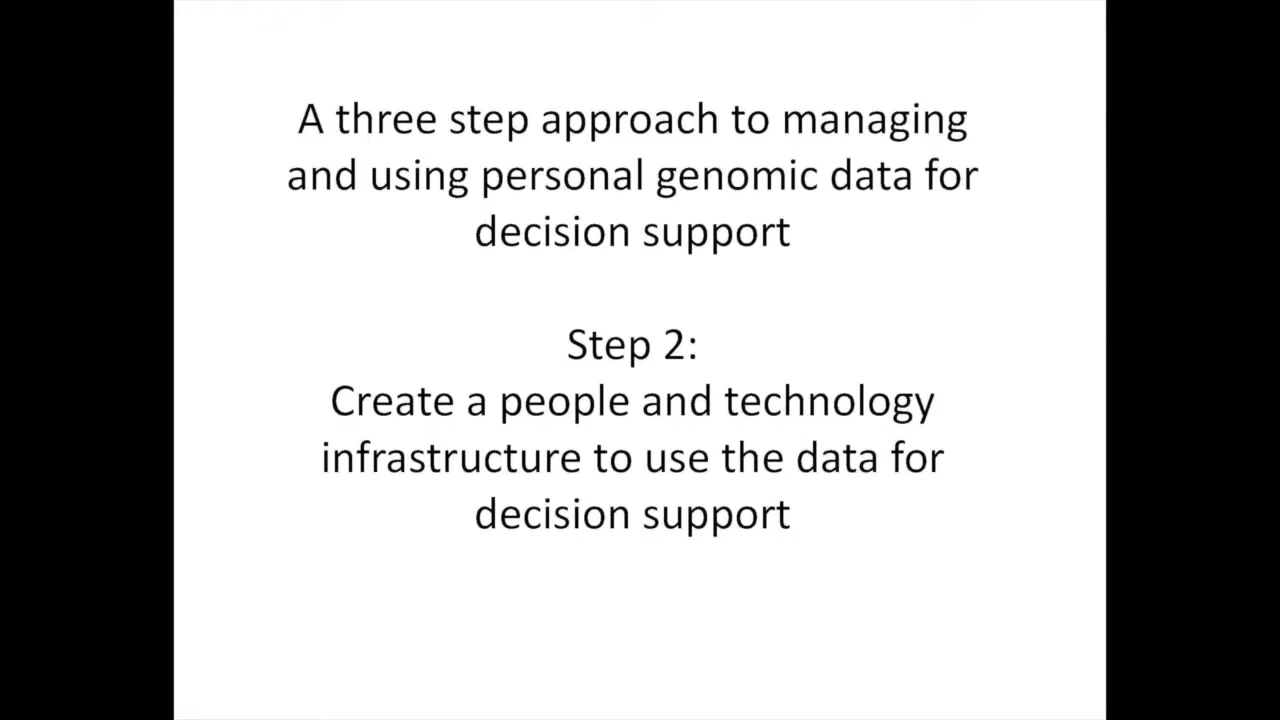 A three step approach to managing
and using personal genomic data for
decision support
Step 2:
Create a people and technology
infrastructure to use the data for
decision support